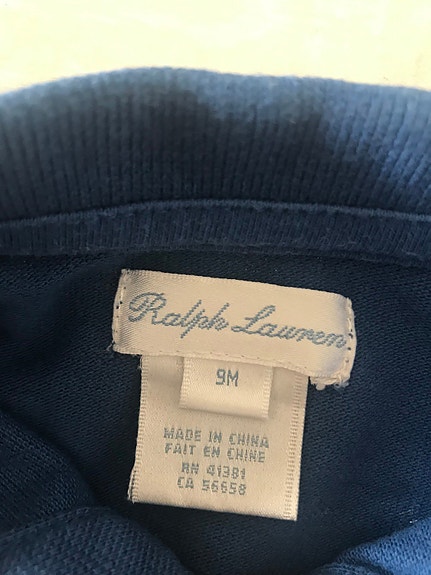 Ralph Lauren
9M
MADE IN CHINA
FAIT EN CHINE
RN 41381
CA 56658